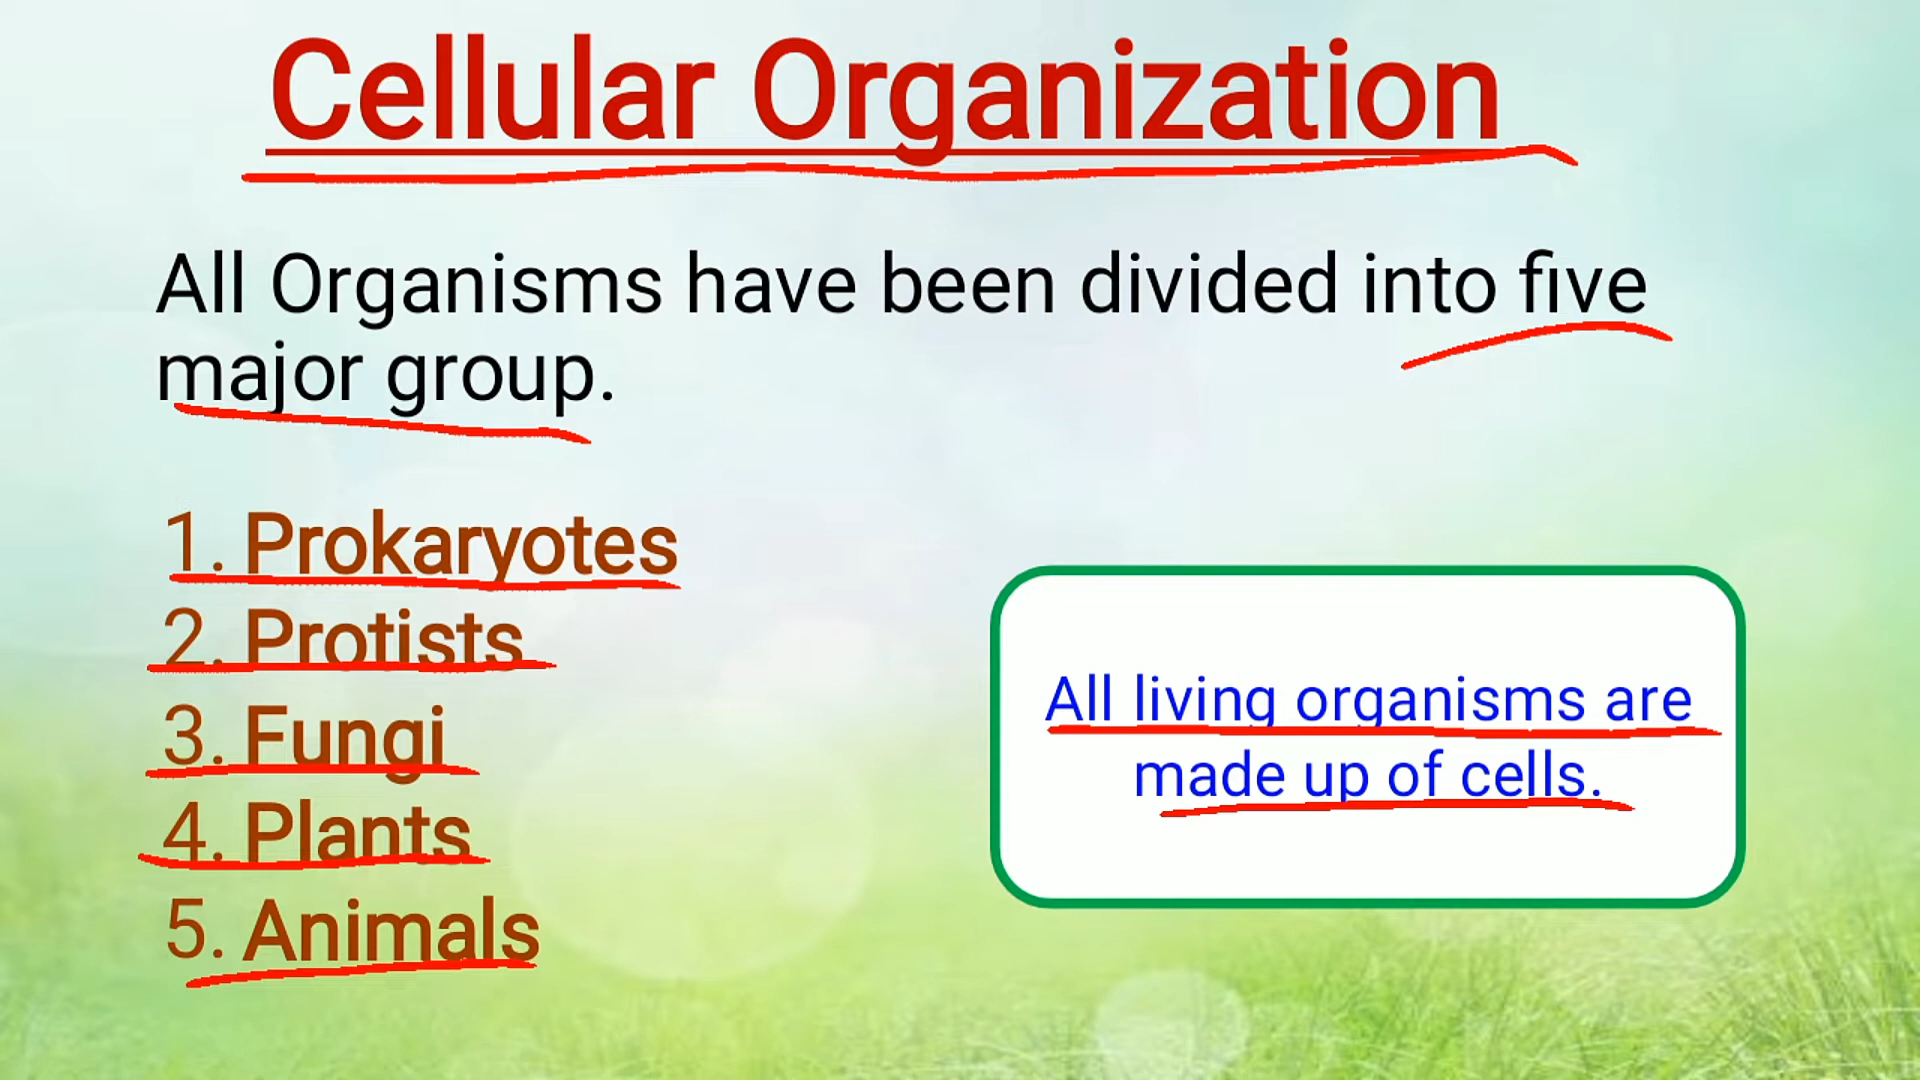 Cellular Organization
All Organisms have been divided into five
major group.
1. Prokaryotes
2. Protists
3. Fungi
4. Plants
5. Animals
All living organisms are
made up of cells.